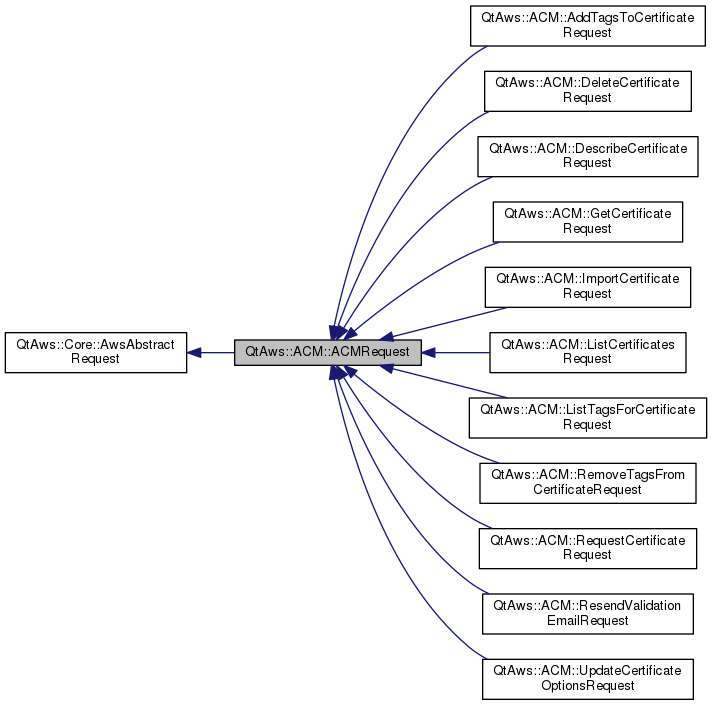 QtAws::Core::AwsAbstract
Request
QtAws::ACM::ACMRequest
QtAws::ACM::AddTagsToCertificate
Request
QtAws::ACM::DeleteCertificate
Request
QtAws::ACM::DescribeCertificate
Request
QtAws::ACM::GetCertificate
Request
QtAws::ACM::ImportCertificate
Request
QtAws::ACM::ListCertificates
Request
QtAws::ACM::ListTagsForCertificate
Request
QtAws::ACM::RemoveTagsFrom
CertificateRequest
QtAws::ACM::RequestCertificate
Request
QtAws::ACM::ResendValidation
EmailRequest
QtAws::ACM::UpdateCertificate
OptionsRequest